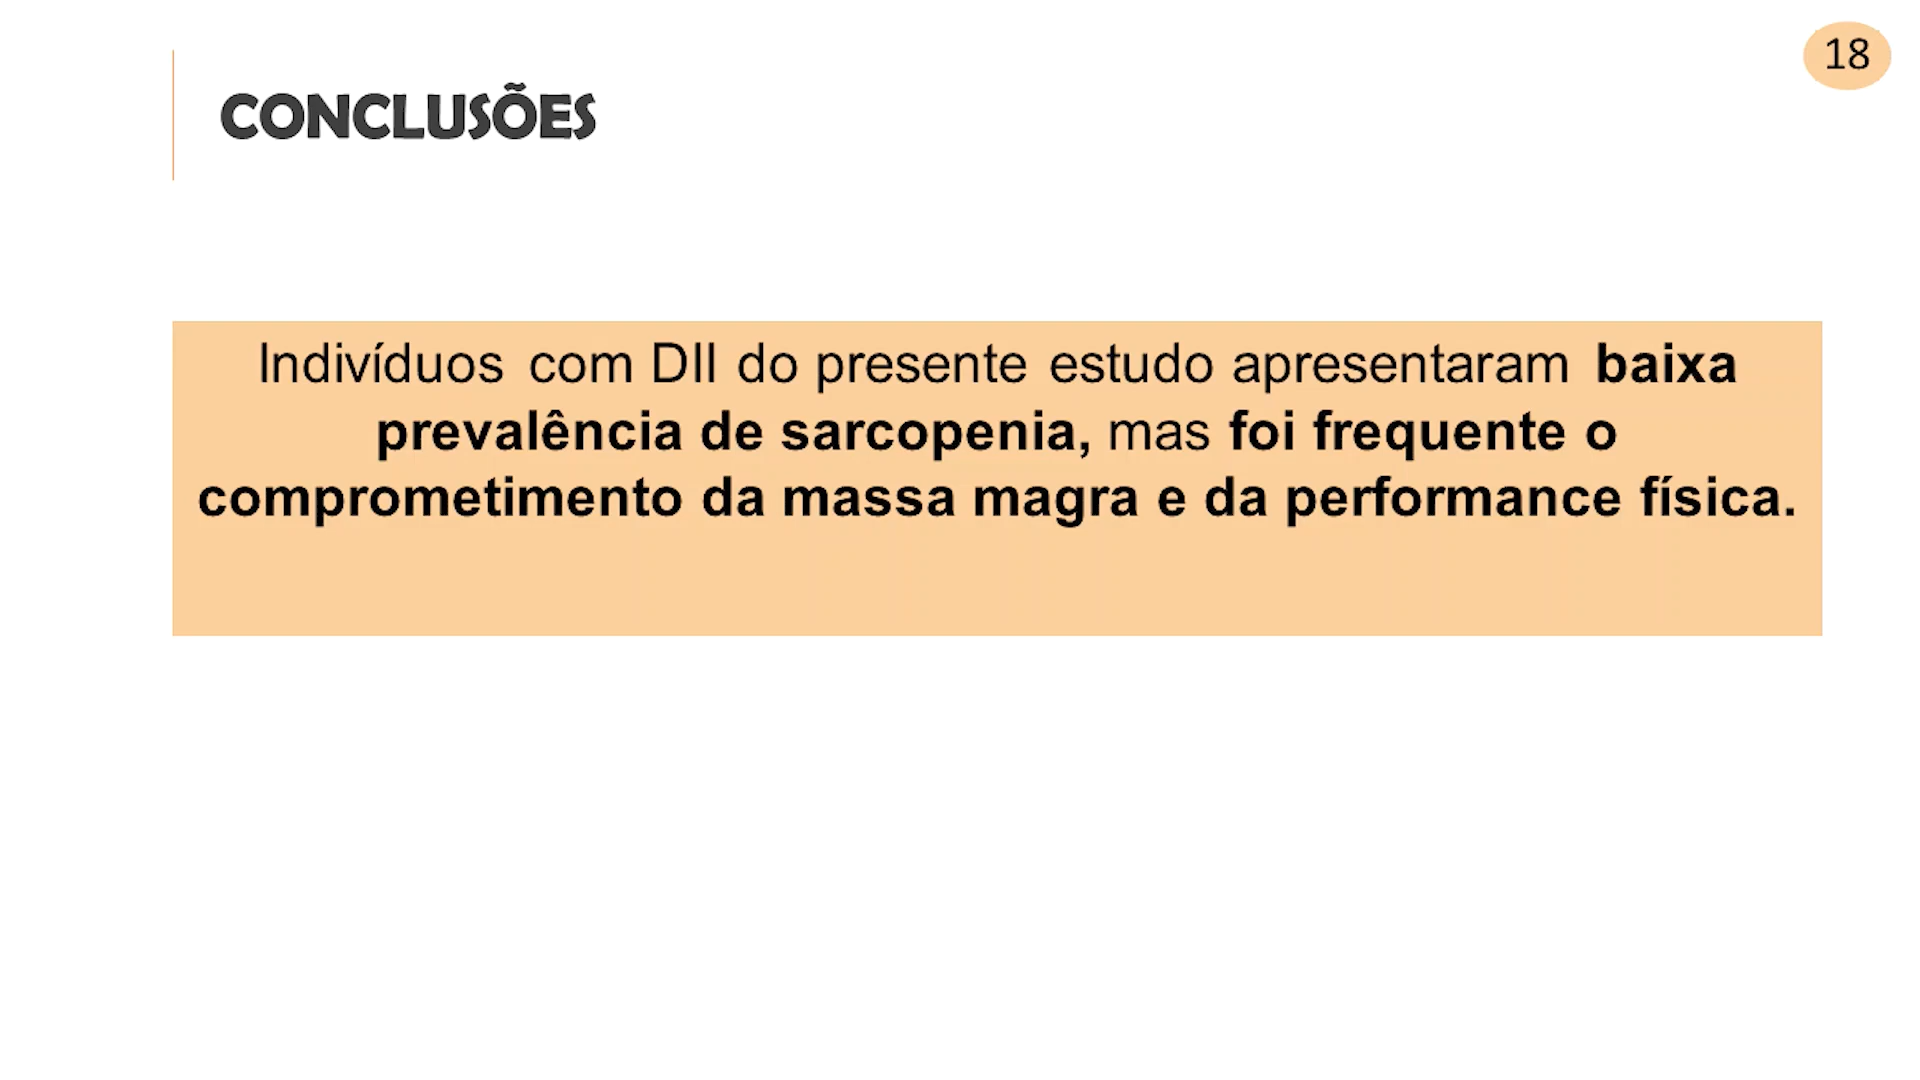 18
CONCLUSÕES
Indivíduos com DII do presente estudo apresentaram baixa
prevalência de sarcopenia, mas foi frequente o
comprometimento da massa magra e da performance física.